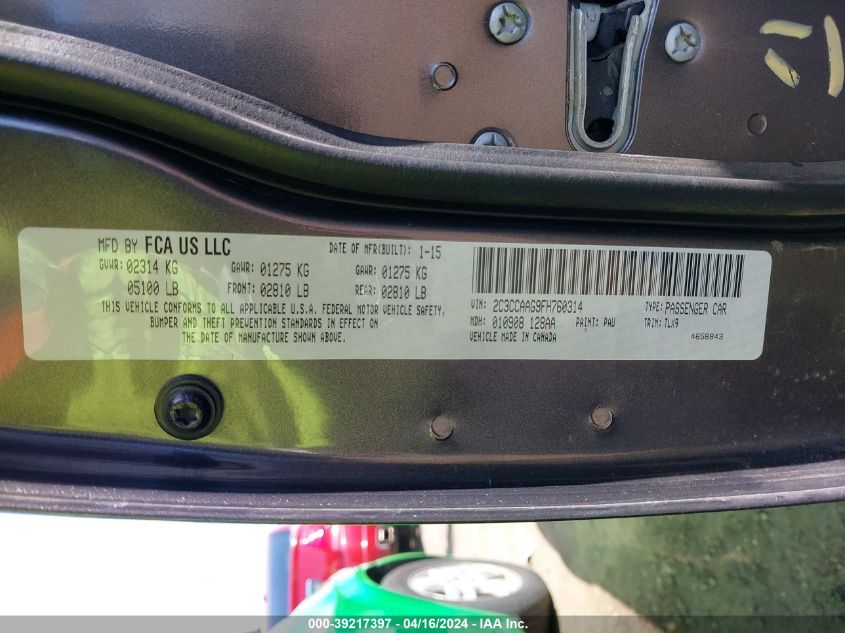 MFD BY FCA US LLC DATE OF MFR(BUILT): 1-15
GVWR: 02314 KG GAWR: 01275 KG GAWR: 01275 KG
05100 LB FRONT: 02810 LB REAR: 02810 LB
THIS VEHICLE CONFORMS TO ALL APPLICABLE U.S.A. FEDERAL MOTOR VEHICLE SAFETY,
BUMPER AND THEFT PREVENTION STANDARDS IN EFFECT ON
THE DATE OF MANUFACTURE SHOWN ABOVE.
VIN: 2C3CCAAG9FH760314 TYPE: PASSENGER CAR
MDH: 010908 128AA PAINT: PAU TRIM: TLX9
VEHICLE MADE IN CANADA 4658843
000-39217397 - 04/16/2024 - IAA Inc.